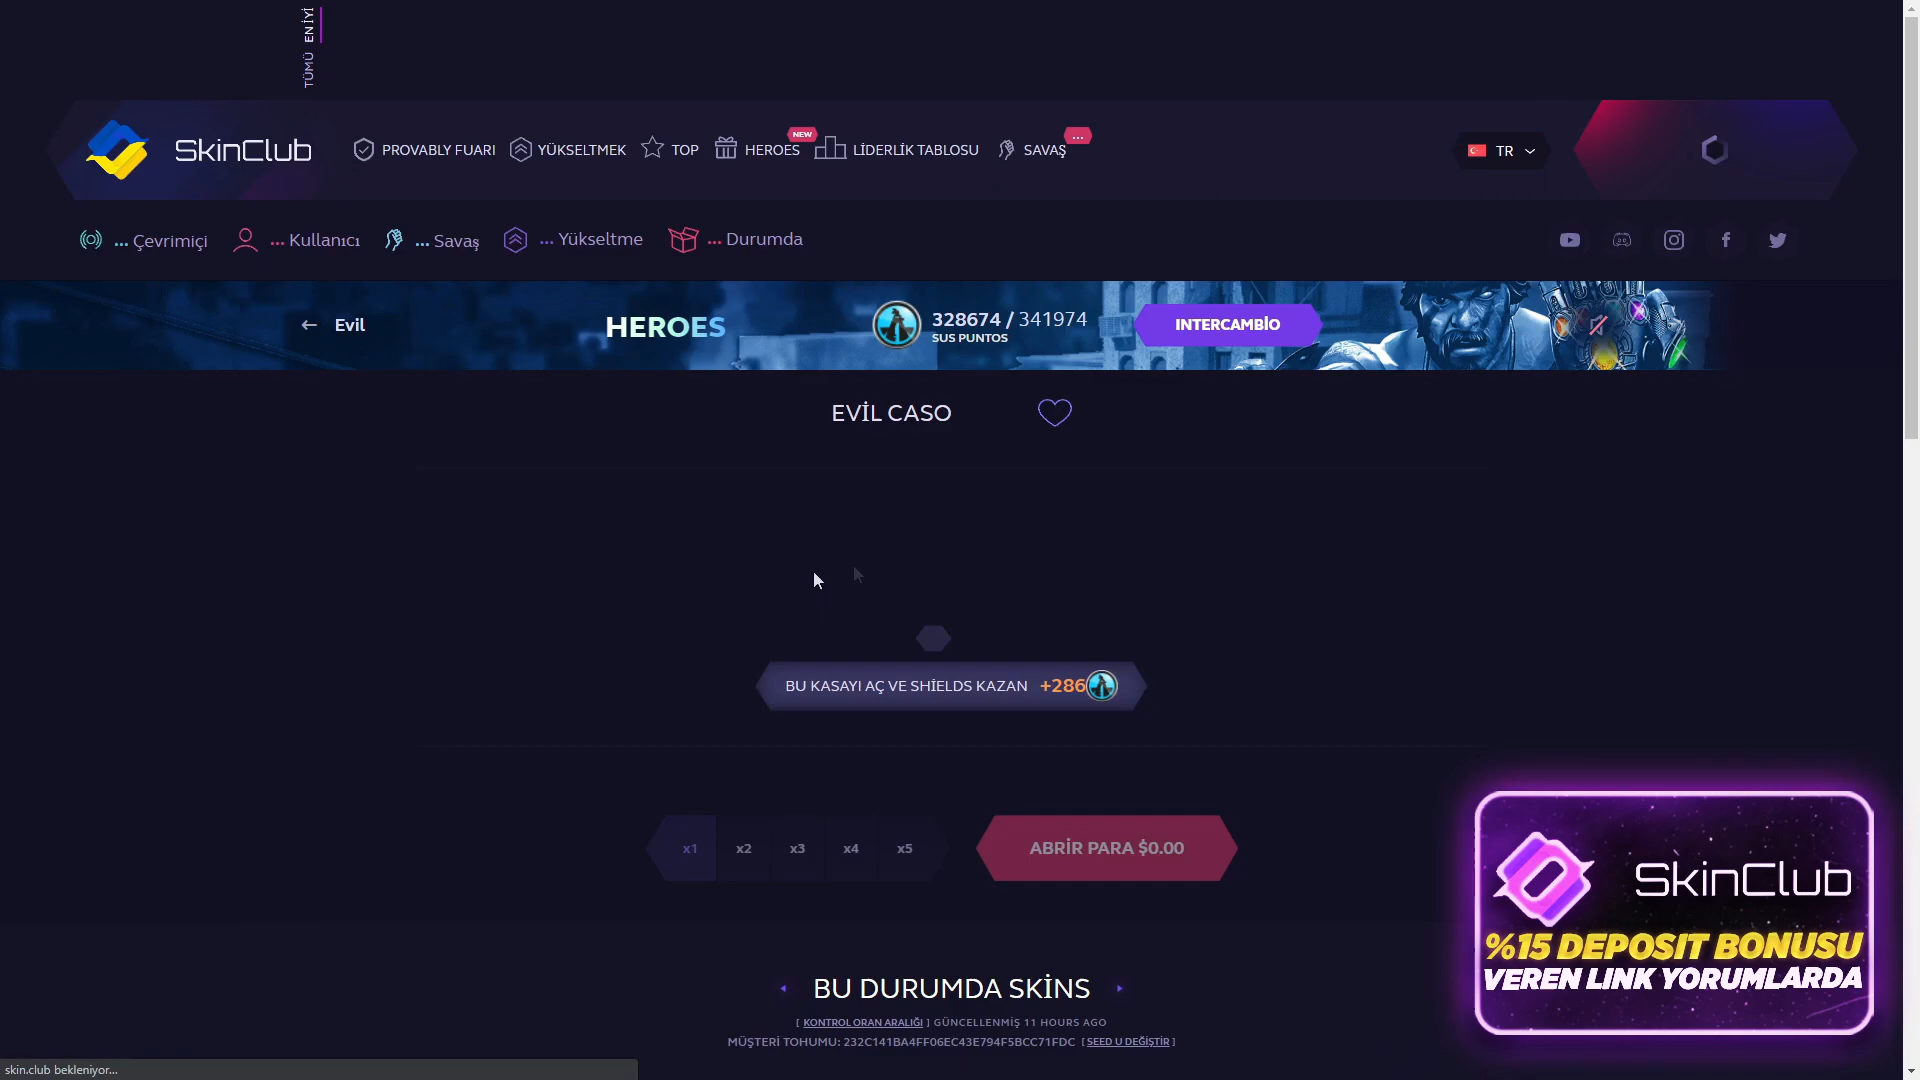 TÜMÜ EN İYİ
SkinClub
PROVABLY FUARI
YÜKSELTMEK
TOP
HEROES
NEW
LİDERLİK TABLOSU
SAVAŞ
...
TR
... Çevrimiçi
... Kullanıcı
... Savaş
... Yükseltme
... Durumda
Evil
HEROES
328674 / 341974
SUS PUNTOS
INTERCAMBİO
EVİL CASO
BU KASAYI AÇ VE SHİELDS KAZAN +286
x1 x2 x3 x4 x5
ABRİR PARA $0.00
SkinClub
%15 DEPOSIT BONUSU
VEREN LINK YORUMLARDA
BU DURUMDA SKİNS
[ KONTROL ORAN ARALIĞI ] GÜNCELLENMİŞ 11 HOURS AGO
MÜŞTERİ TOHUMU: 232C141BA4FF06EC43E794F5BCC71FDC [ SEED U DEĞİŞTİR ]
skin.club bekleniyor...